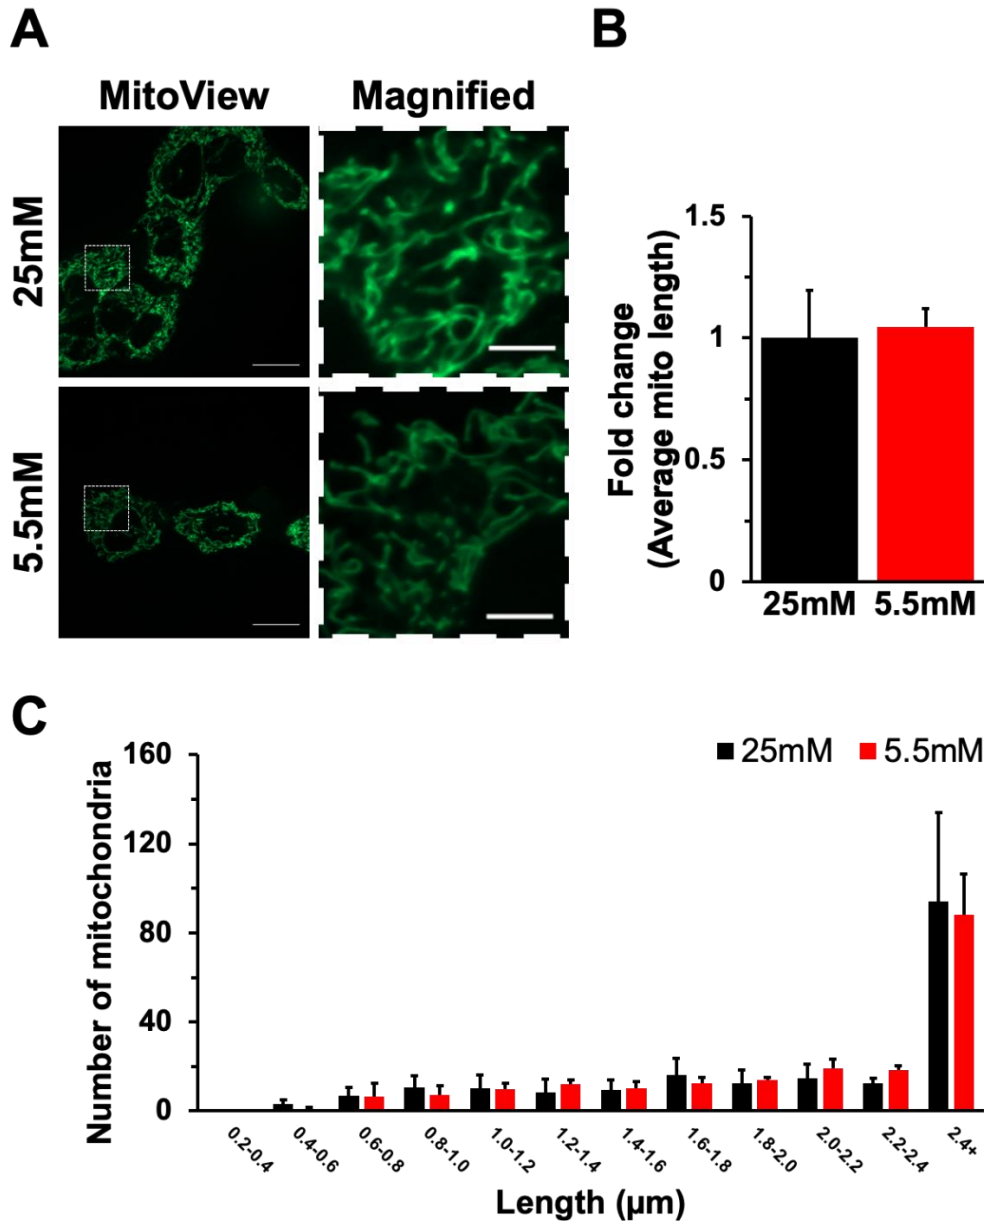 A
MitoView
Magnified
25mM
5.5mM
B
Fold change
(Average mito length)
1.5
1
0.5
0
25mM
5.5mM
C
25mM
5.5mM
Number of mitochondria
160
120
80
40
0
0.2-0.4
0.4-0.6
0.6-0.8
0.8-1.0
1.0-1.2
1.2-1.4
1.4-1.6
1.6-1.8
1.8-2.0
2.0-2.2
2.2-2.4
2.4+
Length (μm)